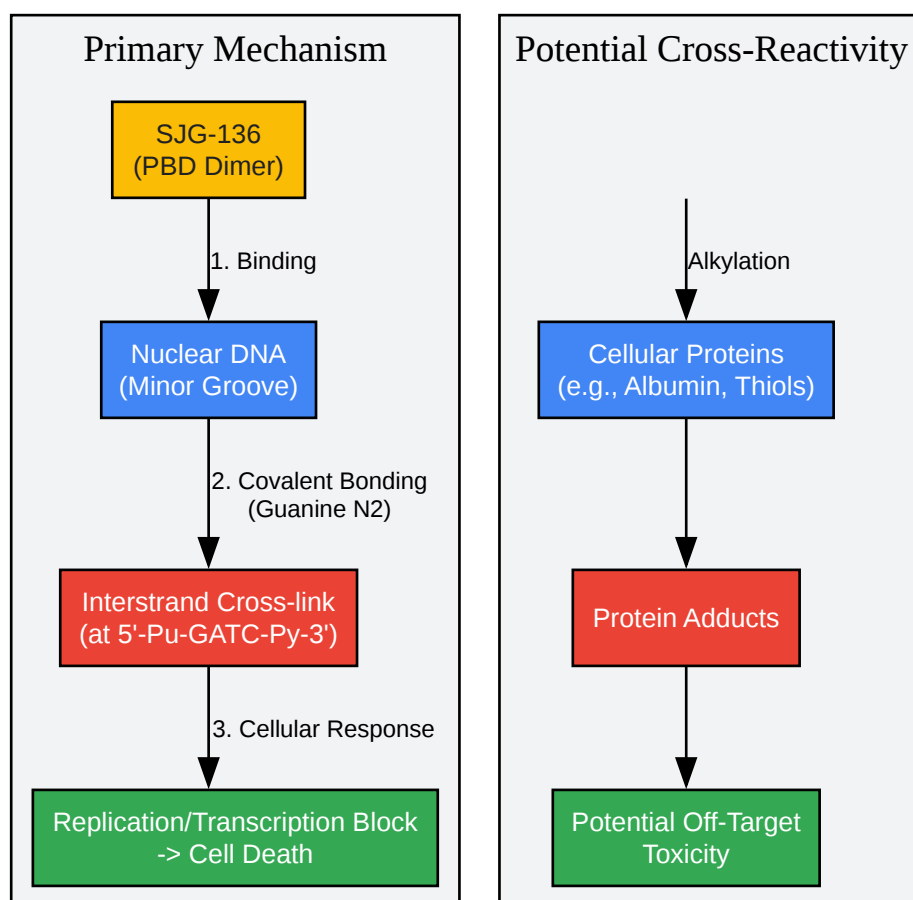 Primary Mechanism
SJG-136
(PBD Dimer)
1. Binding
Nuclear DNA
(Minor Groove)
2. Covalent Bonding
(Guanine N2)
Interstrand Cross-link
(at 5'-Pu-GATC-Py-3')
3. Cellular Response
Replication/Transcription Block
-> Cell Death
Potential Cross-Reactivity
Alkylation
Cellular Proteins
(e.g., Albumin, Thiols)
Protein Adducts
Potential Off-Target
Toxicity